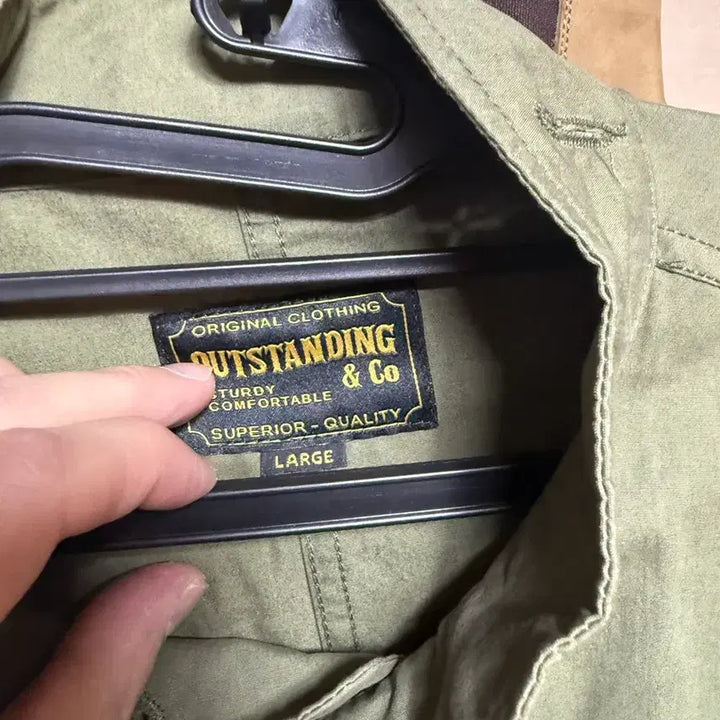 ORIGINAL CLOTHING
OUTSTANDING
& Co
STURDY
COMFORTABLE
SUPERIOR - QUALITY
LARGE